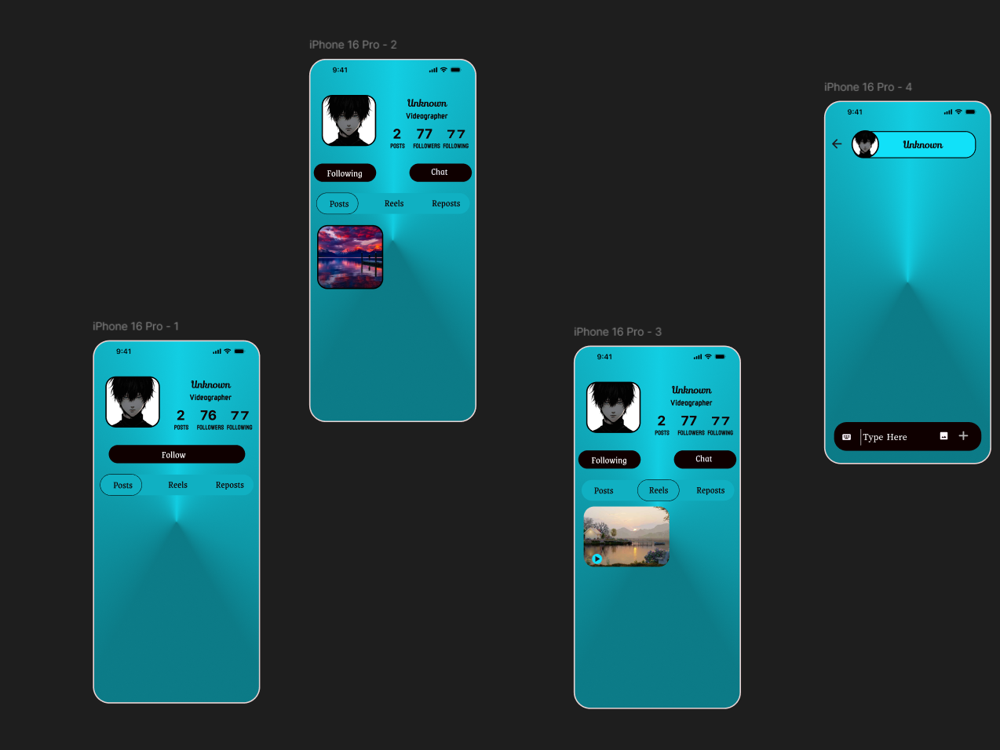 iPhone 16 Pro - 2
9:41
Unknown
Videographer
2 77 77
POSTS FOLLOWERS FOLLOWING
Following Chat
Posts Reels Reposts
iPhone 16 Pro - 4
9:41
Unknown
Type Here
iPhone 16 Pro - 1
9:41
Unknown
Videographer
2 76 77
POSTS FOLLOWERS FOLLOWING
Follow
Posts Reels Reposts
iPhone 16 Pro - 3
9:41
Unknown
Videographer
2 77 77
POSTS FOLLOWERS FOLLOWING
Following Chat
Posts Reels Reposts